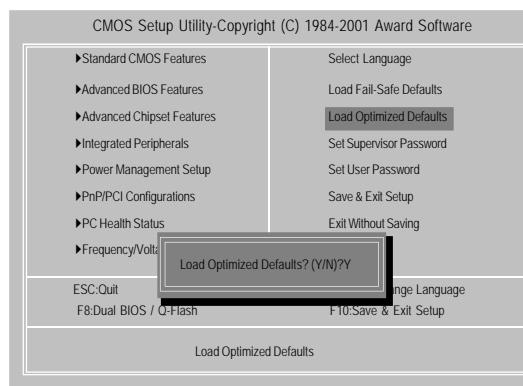 CMOS Setup Utility-Copyright (C) 1984-2001 Award Software
▶Standard CMOS Features
▶Advanced BIOS Features
▶Advanced Chipset Features
▶Integrated Peripherals
▶Power Management Setup
▶PnP/PCI Configurations
▶PC Health Status
▶Frequency/
Select Language
Load Fail-Safe Defaults
Load Optimized Defaults
Set Supervisor Password
Set User Password
Save & Exit Setup
Exit Without Saving
Load Optimized Defaults? (Y/N)?Y
ESC:Quit
Language
F8:Dual BIOS / Q-Flash
F10:Save & Exit Setup
Load Optimized Defaults